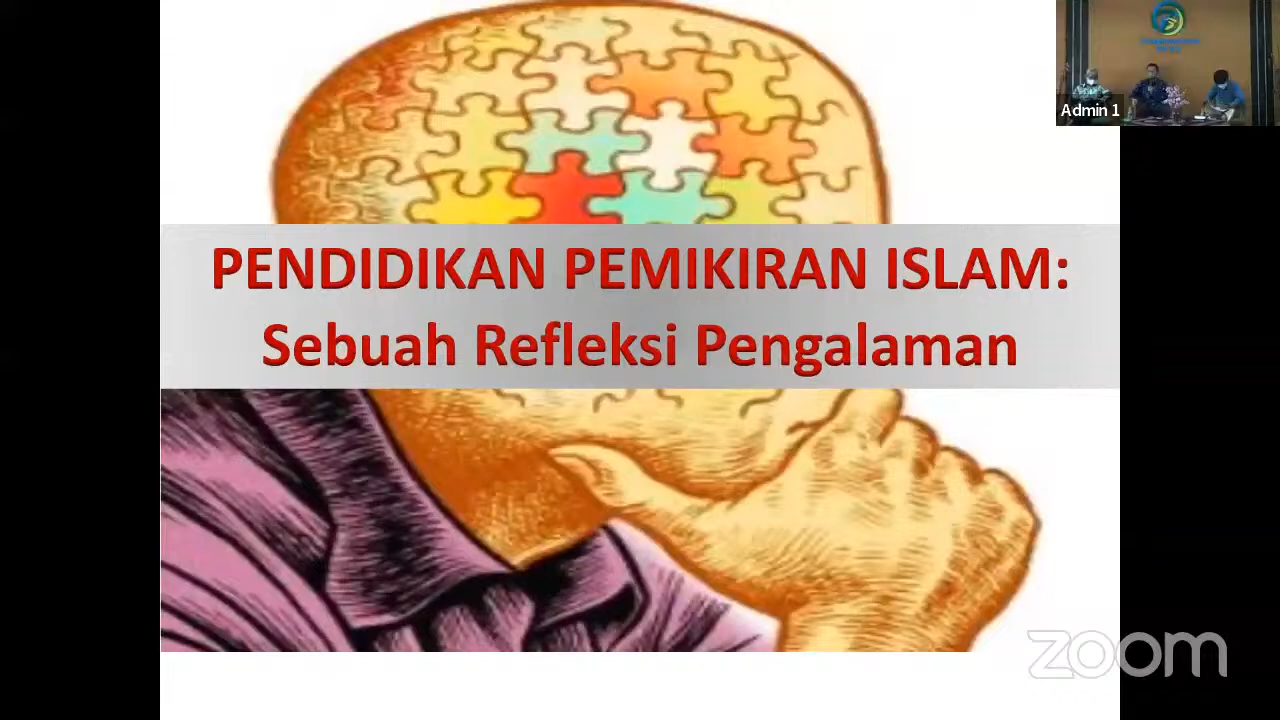 PENDIDIKAN PEMIKIRAN ISLAM:
Sebuah Refleksi Pengalaman
Admin 1
zoom